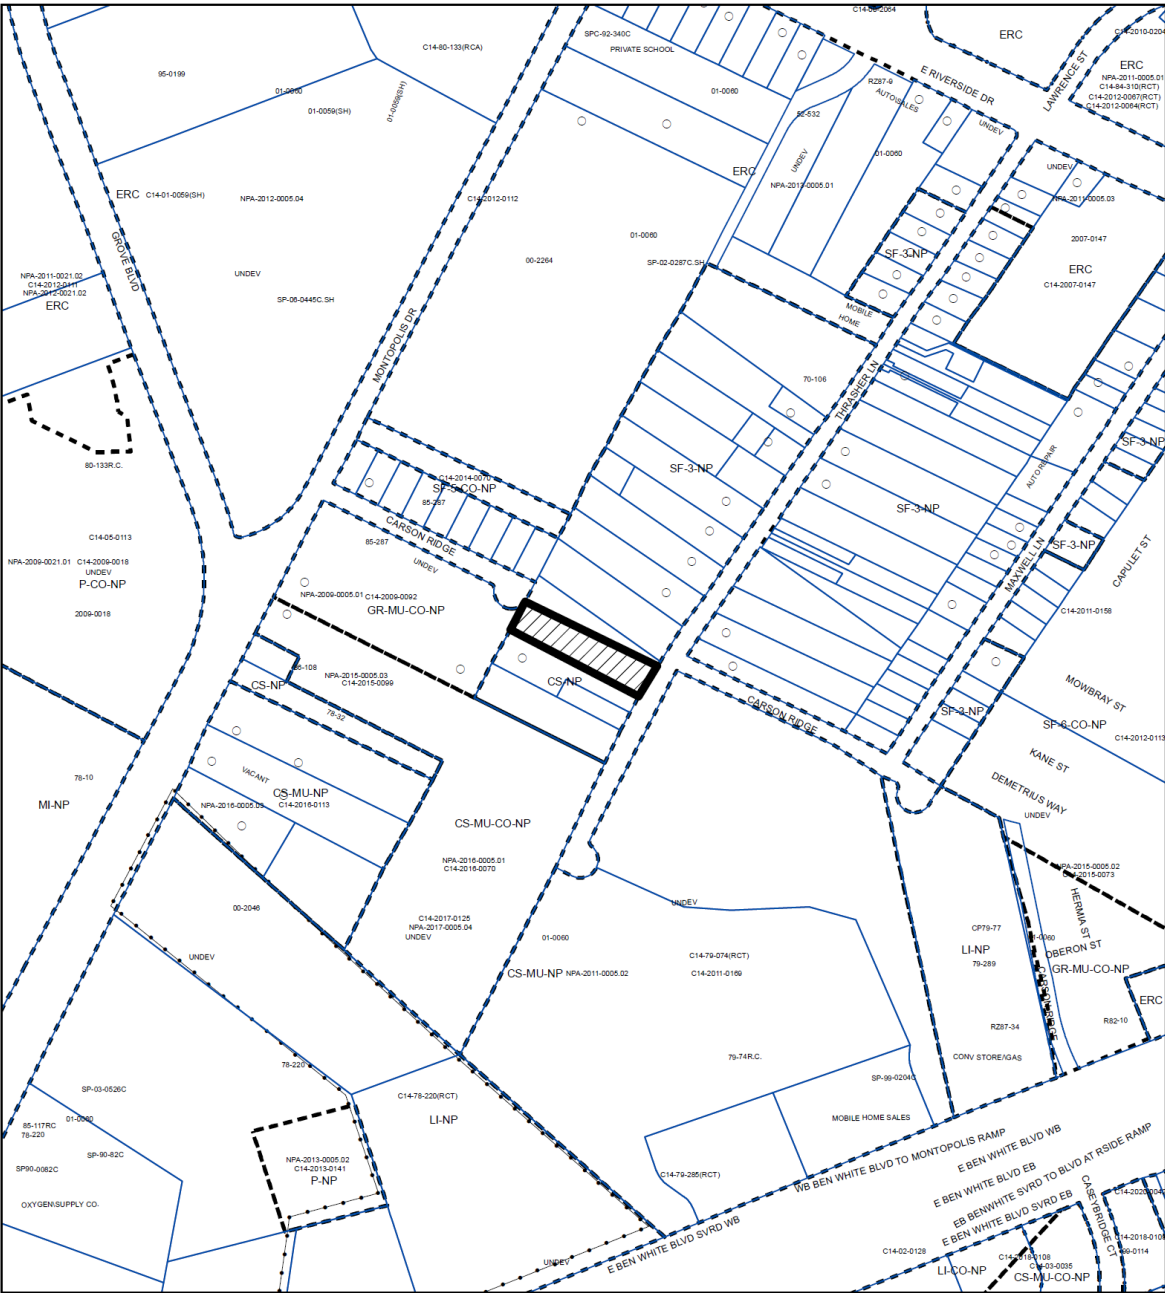 C14-05-2064
C14-2010-0204
ERC
SPC-92-340C
PRIVATE SCHOOL
C14-80-133(RCA)
95-0199
ERC
NPA-2011-0005.01
C14-84-310(RCT)
C14-2012-0067(RCT)
C14-2012-0064(RCT)
LAWRENCE ST
E RIVERSIDE DR
RZ87-9
AUTO SALES
01-0060
01-0059(SH)
01-0059(SH)
01-0060
UNDEV
01-0060
UNDEV
ERC
NPA-2013-0005.01
UNDEV
NPA-2011-0005.03
ERC
C14-01-0059(SH)
NPA-2012-0005.04
C14-2012-0112
01-0060
2007-0147
GROVE BLVD
SF-3-NP
00-2264
SP-02-0287C.SH
ERC
C14-2007-0147
NPA-2011-0021.02
C14-2012-0111
NPA-2012-0021.02
ERC
UNDEV
SP-06-0445C.SH
MOBILE
HOME
MONTOPOLIS DR
THRASHER LN
70-106
SF-3-NP
80-133R.C.
SF-3-NP
AUTO REPAIR
C14-2014-0070
SF-5-CO-NP
85-287
SF-3-NP
CARSON RIDGE
85-287
UNDEV
SF-3-NP
MAXWELL LN
CAPULET ST
C14-05-0113
NPA-2009-0021.01
C14-2009-0018
UNDEV
P-CO-NP
2009-0018
NPA-2009-0005.01
C14-2009-0092
GR-MU-CO-NP
C14-2011-0156
86-108
NPA-2015-0005.03
C14-2015-0099
CS-NP
CS-NP
78-32
CARSON RIDGE
SF-3-NP
MOWBRAY ST
SF-6-CO-NP
C14-2012-0113
KANE ST
DEMETRIUS WAY
UNDEV
78-10
MI-NP
VACANT
CS-MU-NP
NPA-2016-0005.03
C14-2016-0113
CS-MU-CO-NP
NPA-2016-0005.01
C14-2016-0070
NPA-2015-0005.02
C14-2015-0073
HERMIA ST
00-2046
C14-2017-0125
NPA-2017-0005.04
UNDEV
UNDEV
01-0060
CP79-77
LI-NP
79-289
01-0060
OBERON ST
GR-MU-CO-NP
UNDEV
C14-79-074(RCT)
CS-MU-NP
NPA-2011-0005.02
C14-2011-0169
CARSON RIDGE
ERC
R82-10
RZ87-34
CONV STORE/GAS
79-74R.C.
78-220
SP-99-0204C
SP-03-0526C
C14-78-220(RCT)
LI-NP
MOBILE HOME SALES
01-0060
85-117RC
78-220
SP-90-82C
SP90-0082C
NPA-2013-0005.02
C14-2013-0141
P-NP
C14-79-285(RCT)
OXYGEN\SUPPLY CO.
WB BEN WHITE BLVD TO MONTOPOLIS RAMP
E BEN WHITE BLVD WB
E BEN WHITE BLVD EB
EB BENWHITE SVRD TO BLVD AT RSIDE RAMP
E BEN WHITE BLVD SVRD EB
E BEN WHITE BLVD SVRD WB
CASEYBRIDGE CT
UNDEV
C14-02-0128
LI-CO-NP
C14-2018-0108
C14-03-0035
CS-MU-CO-NP
99-0114